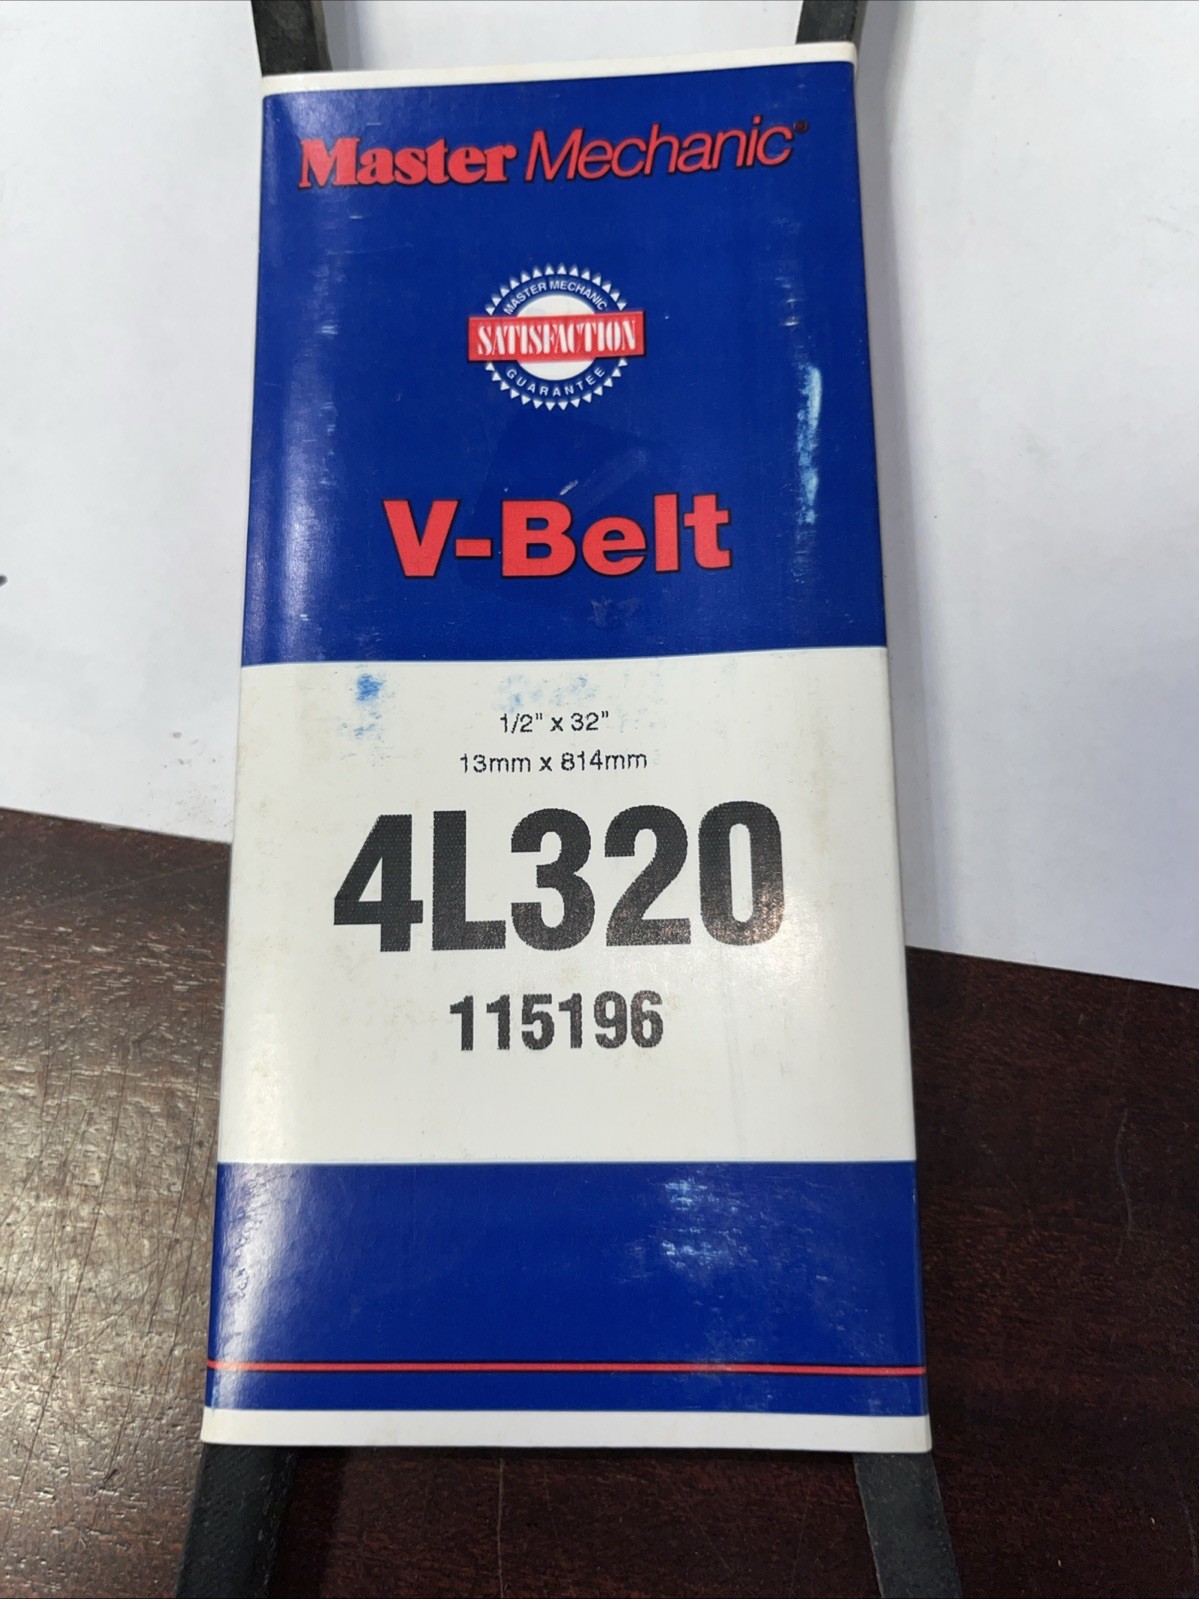 Master Mechanic®
MASTER MECHANIC
SATISFACTION
GUARANTEE
V-Belt
1/2" x 32"
13mm x 814mm
4L320
115196